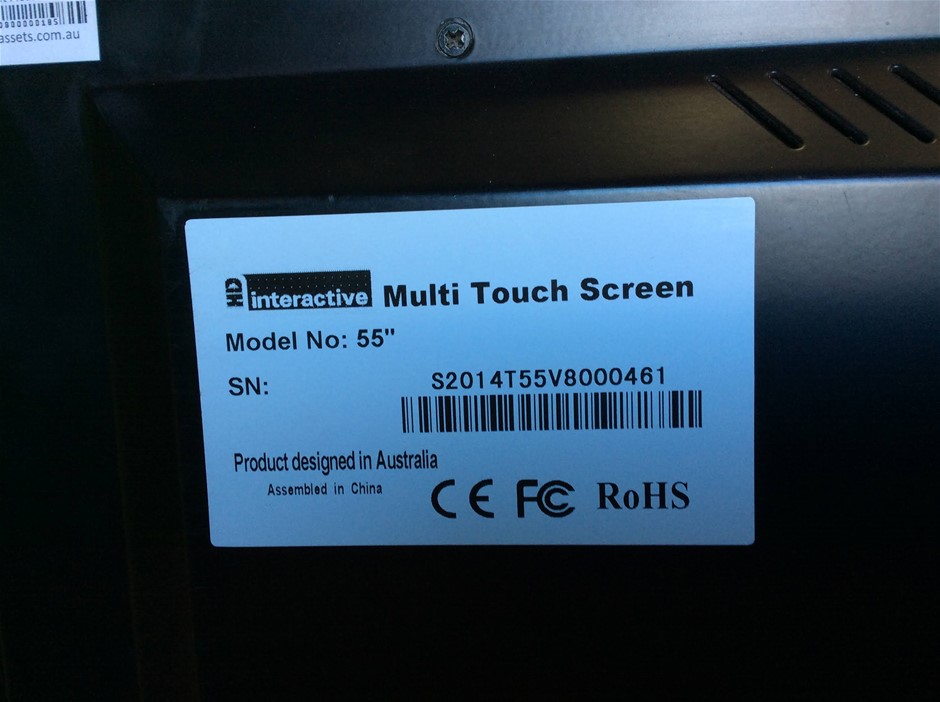 assets.com.au
HD interactive Multi Touch Screen
Model No: 55"
SN: S2014T55V8000461
Product designed in Australia
Assembled in China
CE FC RoHS